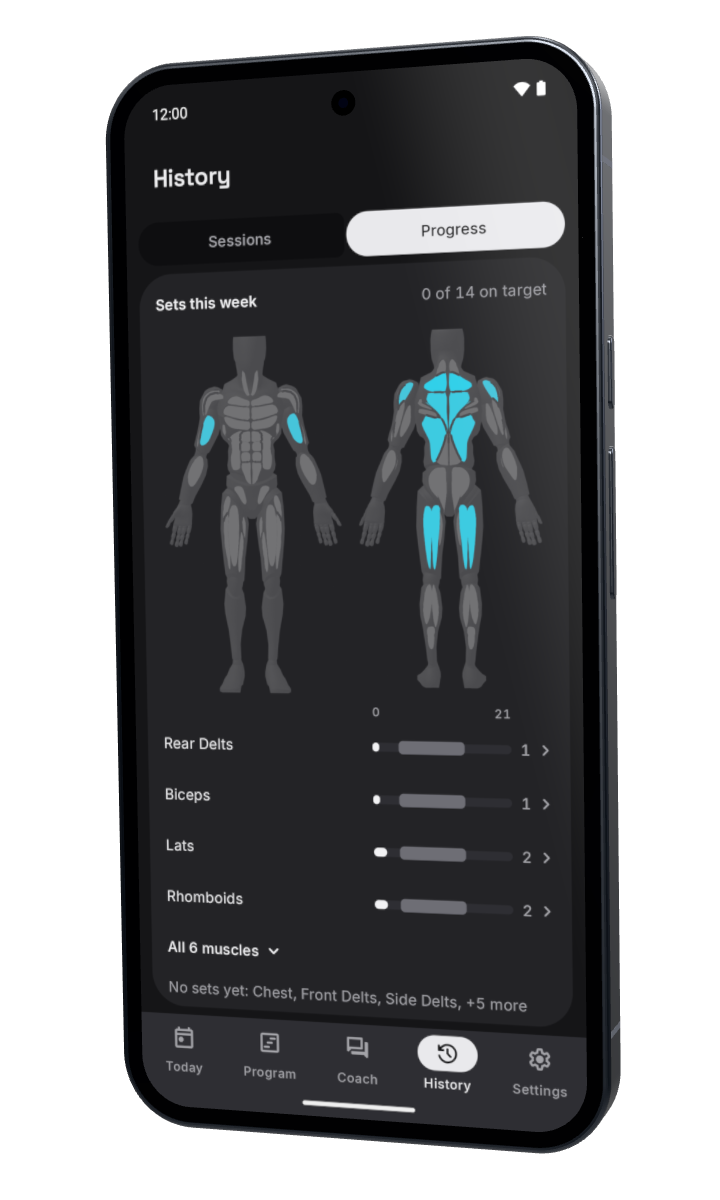 12:00
History
Sessions
Progress
Sets this week
0 of 14 on target
0
21
Rear Delts
1
Biceps
1
Lats
2
Rhomboids
2
All 6 muscles
No sets yet: Chest, Front Delts, Side Delts, +5 more
Today
Program
Coach
History
Settings